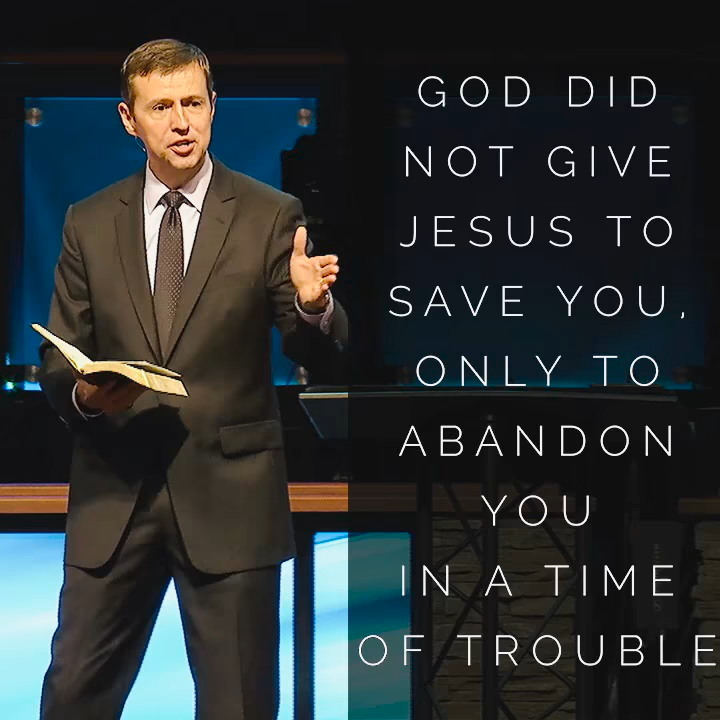 GOD DID
NOT GIVE
JESUS TO
SAVE YOU,
ONLY TO
ABANDON
YOU
IN A TIME
OF TROUBLE